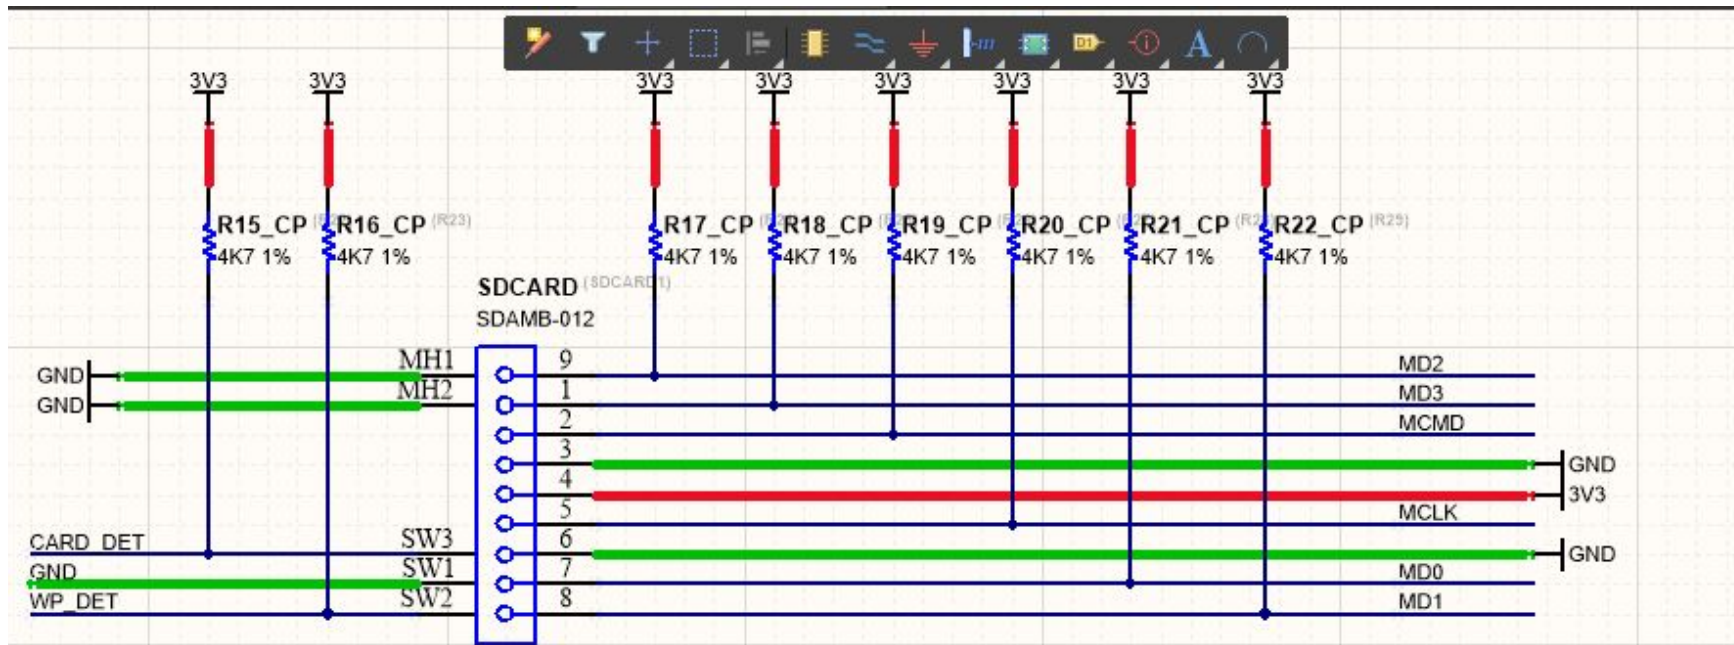 D1 A
3V3 3V3 3V3 3V3 3V3 3V3 3V3 3V3
R15_CP R16_CP (R23) R17_CP R18_CP R19_CP R20_CP R21_CP R22_CP (R29)
4K7 1% 4K7 1% 4K7 1% 4K7 1% 4K7 1% 4K7 1% 4K7 1% 4K7 1%
SDCARD (SDCARD1)
SDAMB-012
GND MH1 9 MD2
GND MH2 1 MD3
2 MCMD
3 GND
4 3V3
5 MCLK
CARD_DET SW3 6 GND
GND SW1 7 MD0
WP_DET SW2 8 MD1